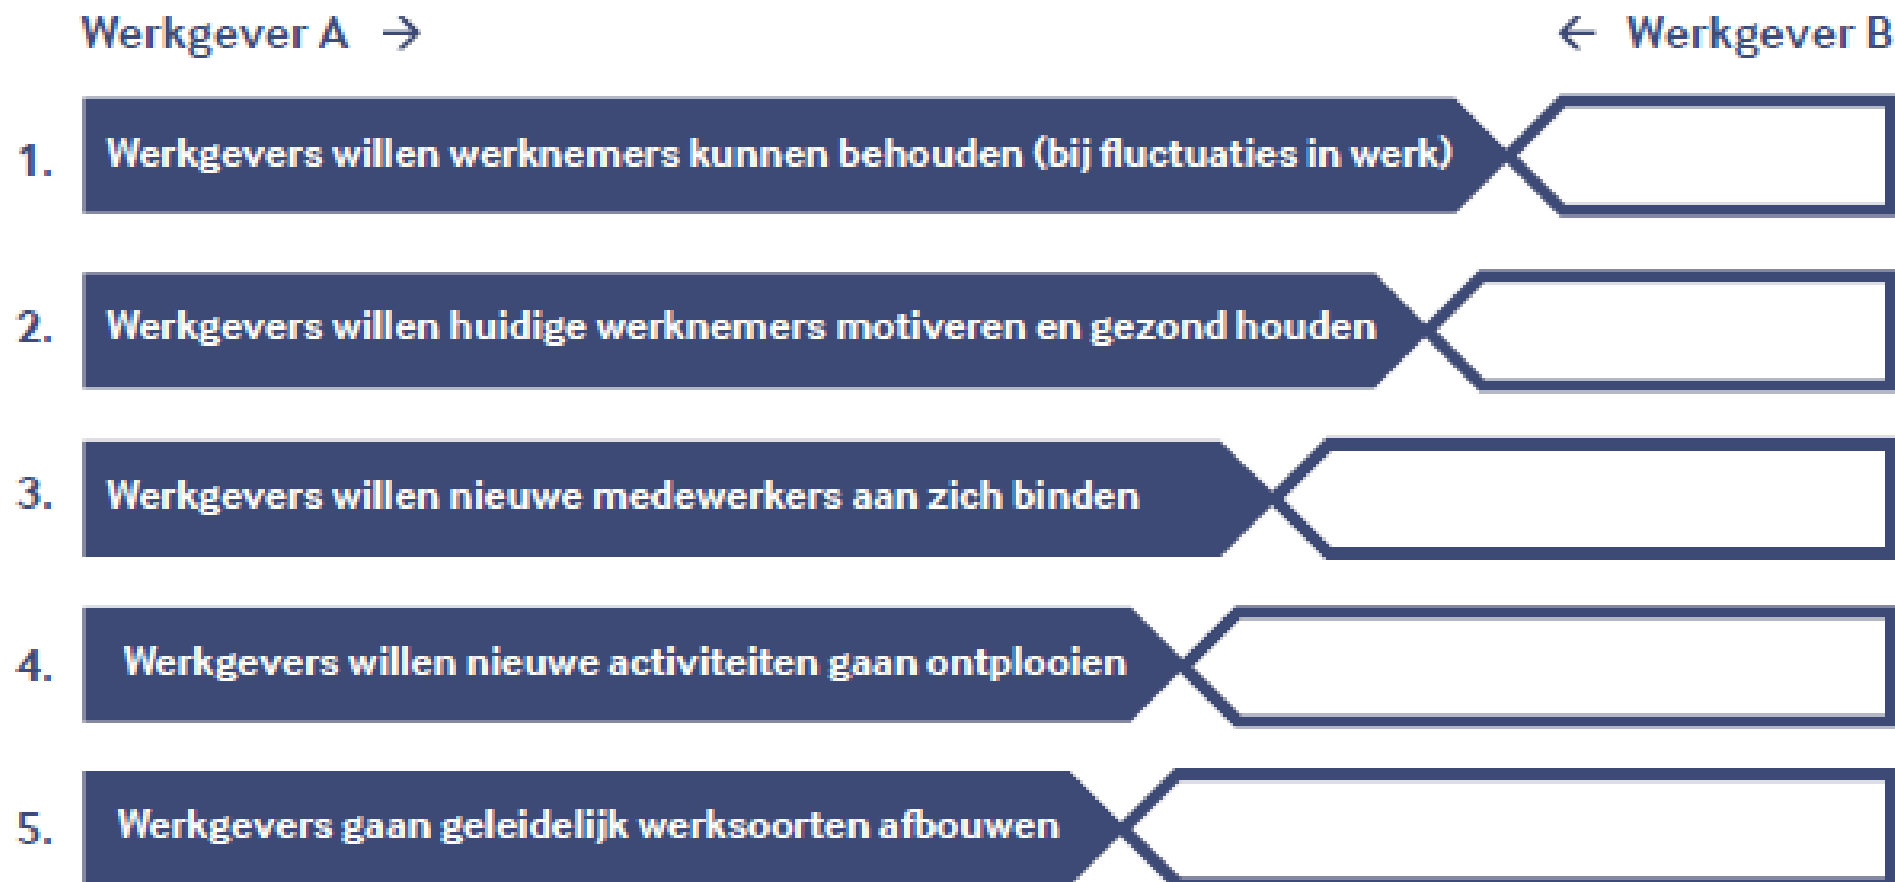 Werkgever A →
← Werkgever B
1. Werkgevers willen werknemers kunnen behouden (bij fluctuaties in werk)
2. Werkgevers willen huidige werknemers motiveren en gezond houden
3. Werkgevers willen nieuwe medewerkers aan zich binden
4. Werkgevers willen nieuwe activiteiten gaan ontplooien
5. Werkgevers gaan geleidelijk werksoorten afbouwen